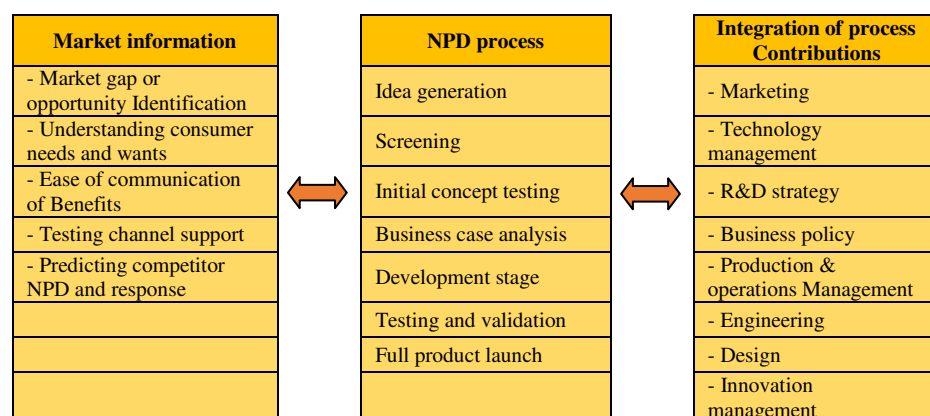 Market information
- Market gap or
opportunity Identification
- Understanding consumer
needs and wants
- Ease of communication
of Benefits
- Testing channel support
- Predicting competitor
NPD and response
NPD process
Idea generation
Screening
Initial concept testing
Business case analysis
Development stage
Testing and validation
Full product launch
Integration of process
Contributions
- Marketing
- Technology
management
- R&D strategy
- Business policy
- Production &
operations Management
- Engineering
- Design
- Innovation
management